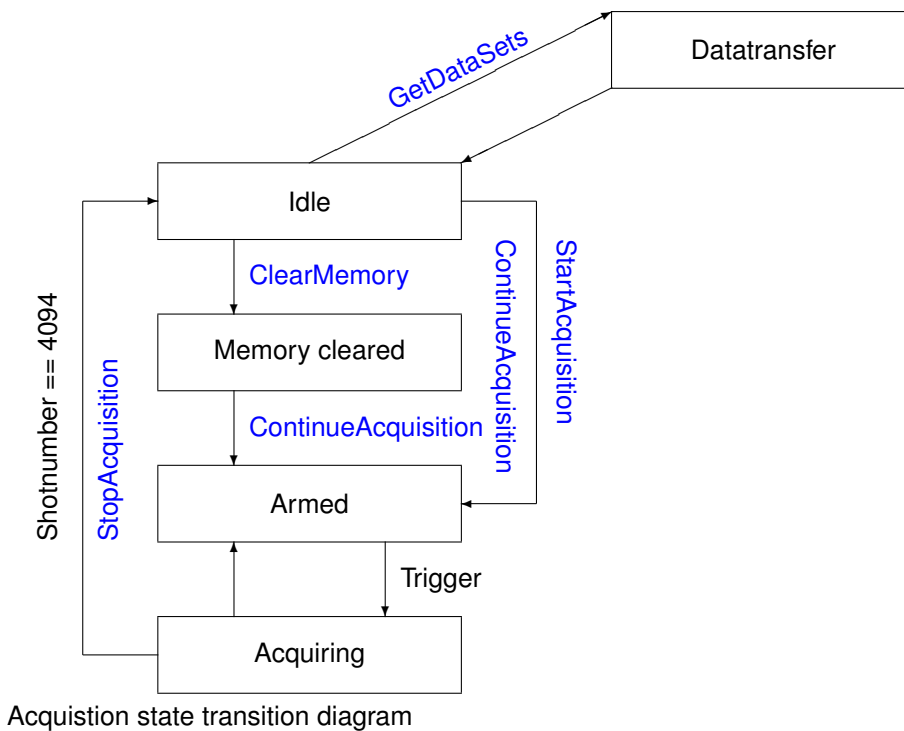 GetDataSets
Datatransfer
Idle
ClearMemory
Memory cleared
ContinueAcquisition
StartAcquisition
ContinueAcquisition
Shotnumber == 4094
StopAcquisition
Armed
Trigger
Acquiring
Acquistion state transition diagram